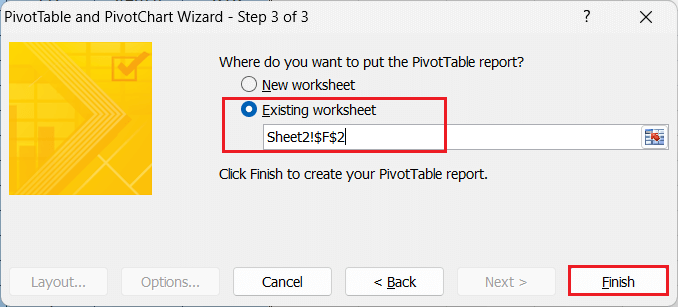 PivotTable and PivotChart Wizard - Step 3 of 3
?
Where do you want to put the PivotTable report?
New worksheet
Existing worksheet
Sheet2!$F$2
Click Finish to create your PivotTable report.
Layout... Options... Cancel < Back Next > Finish